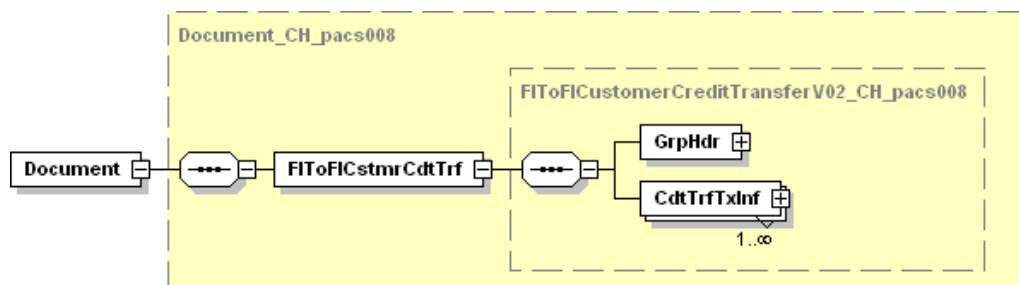 Document_CH_pacs008
FIToFICustomerCreditTransferV02_CH_pacs008
GrpHdr
Document
FIToFICstmrCdtTrf
CdtTrfTxInf
1..∞